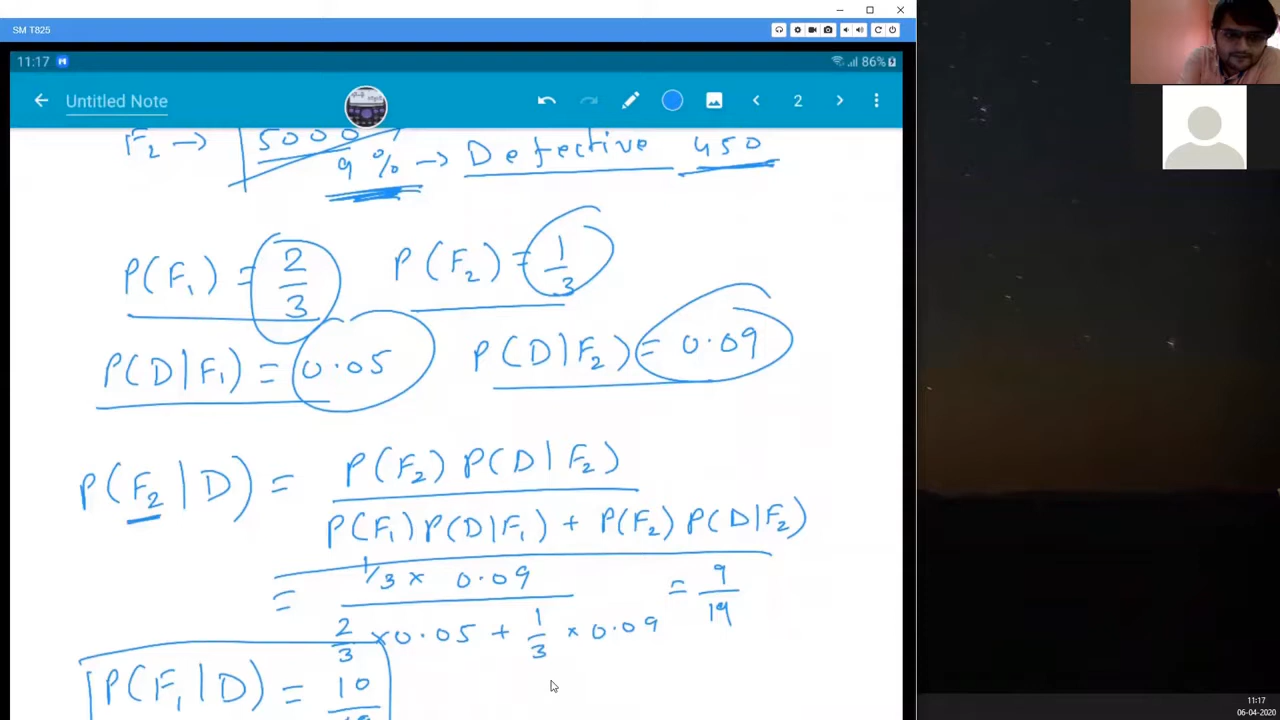 SM T825
11:17 86%
Untitled Note 2
F₂ → 5000
9% → Defective 450
P(F₁) = 2/3 P(F₂) = 1/3
P(D|F₁) = 0.05 P(D|F₂) = 0.09
P(F₂|D) = P(F₂) P(D|F₂)
P(F₁) P(D|F₁) + P(F₂) P(D|F₂)
= 1/3 × 0.09 = 9/19
2/3 × 0.05 + 1/3 × 0.09
P(F₁|D) = 10
11:17
06-04-2020